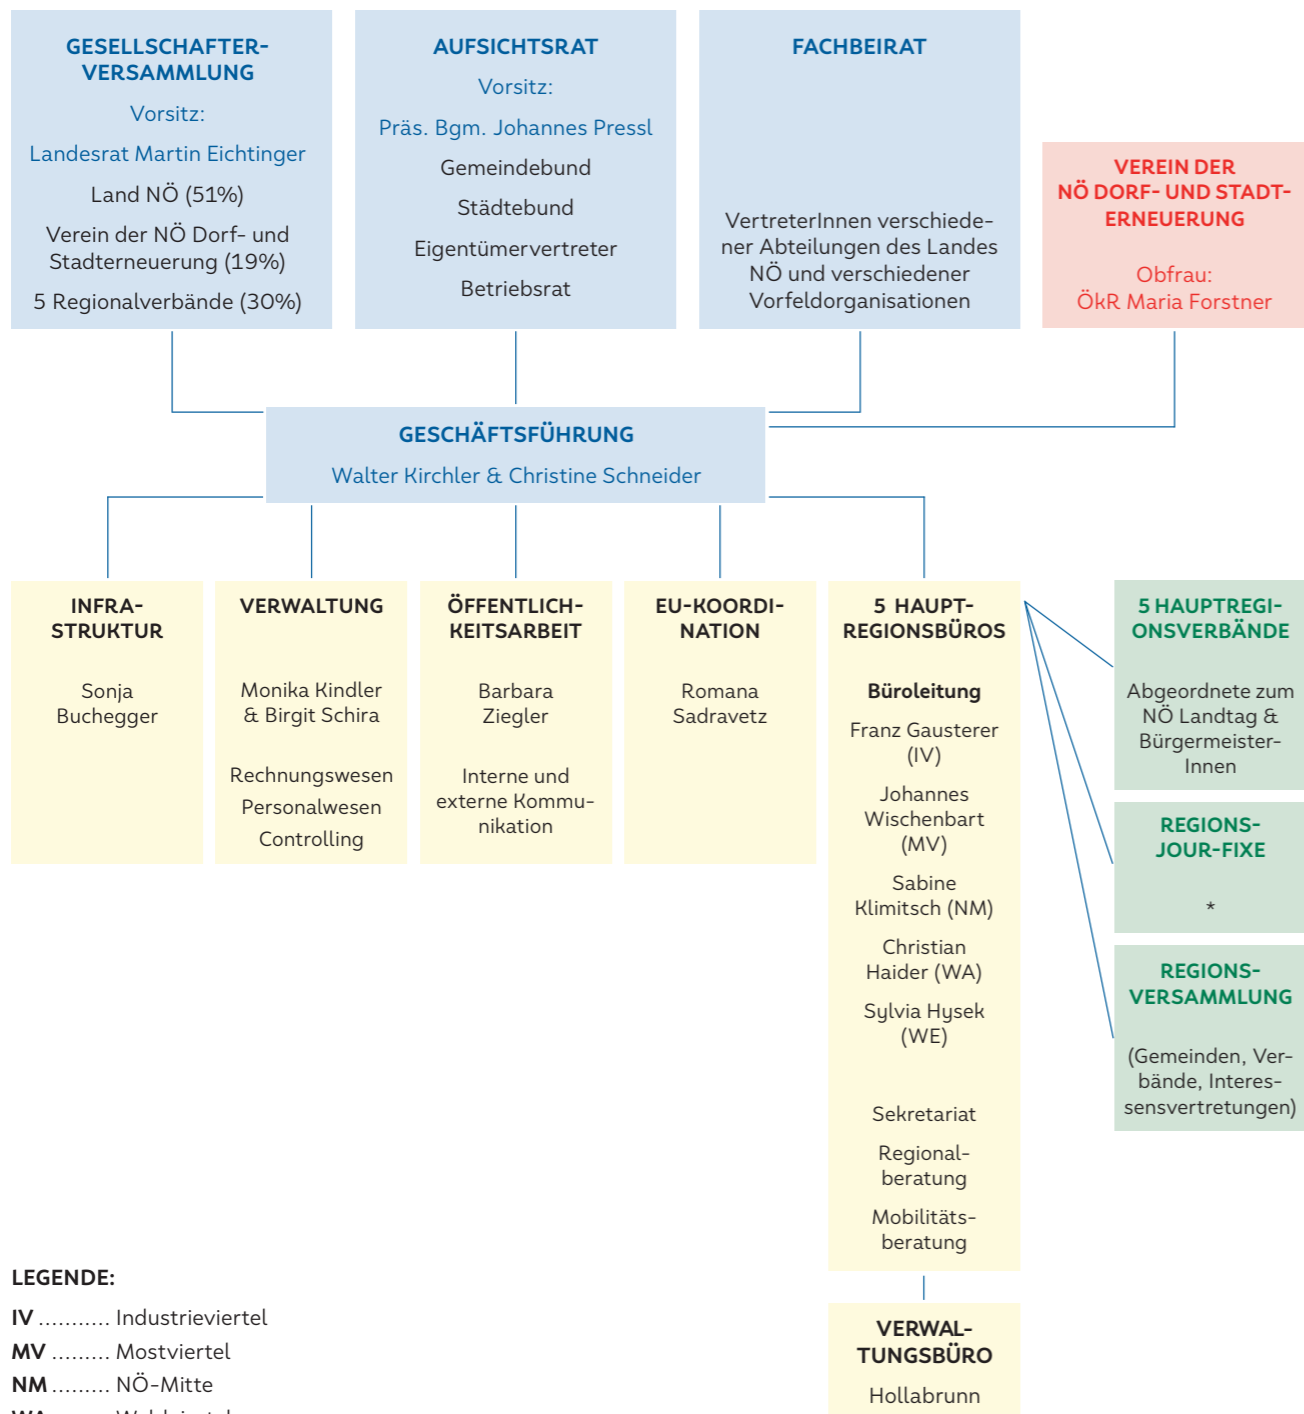 GESELLSCHAFTER-
VERSAMMLUNG
Vorsitz:
Landesrat Martin Eichtinger
Land NÖ (51%)
Verein der NÖ Dorf- und
Stadterneuerung (19%)
5 Regionalverbände (30%)
AUFSICHTSRAT
Vorsitz:
Präs. Bgm. Johannes Pressl
Gemeindebund
Städtebund
Eigentümervertreter
Betriebsrat
FACHBEIRAT
VertreterInnen verschiede-
ner Abteilungen des Landes
NÖ und verschiedener
Vorfeldorganisationen
VEREIN DER
NÖ DORF- UND STADT-
ERNEUERUNG
Obfrau:
ÖkR Maria Forstner
GESCHÄFTSFÜHRUNG
Walter Kirchler & Christine Schneider
INFRA-
STRUKTUR
Sonja
Buchegger
VERWALTUNG
Monika Kindler
& Birgit Schira
Rechnungswesen
Personalwesen
Controlling
ÖFFENTLICH-
KEITSARBEIT
Barbara
Ziegler
Interne und
externe Kommu-
nikation
EU-KOORDI-
NATION
Romana
Sadravetz
5 HAUPT-
REGIONSBÜROS
Büroleitung
Franz Gausterer
(IV)
Johannes
Wischenbart
(MV)
Sabine
Klimitsch (NM)
Christian
Haider (WA)
Sylvia Hysek
(WE)
Sekretariat
Regional-
beratung
Mobilitäts-
beratung
VERWAL-
TUNGSBÜRO
Hollabrunn
5 HAUPTREGI-
ONSVERBÄNDE
Abgeordnete zum
NÖ Landtag &
Bürgermeister-
Innen
REGIONS-
JOUR-FIXE
*
REGIONS-
VERSAMMLUNG
(Gemeinden, Ver-
bände, Interes-
sensvertretungen)
LEGENDE:
IV ........... Industrieviertel
MV ......... Mostviertel
NM ......... NÖ-Mitte